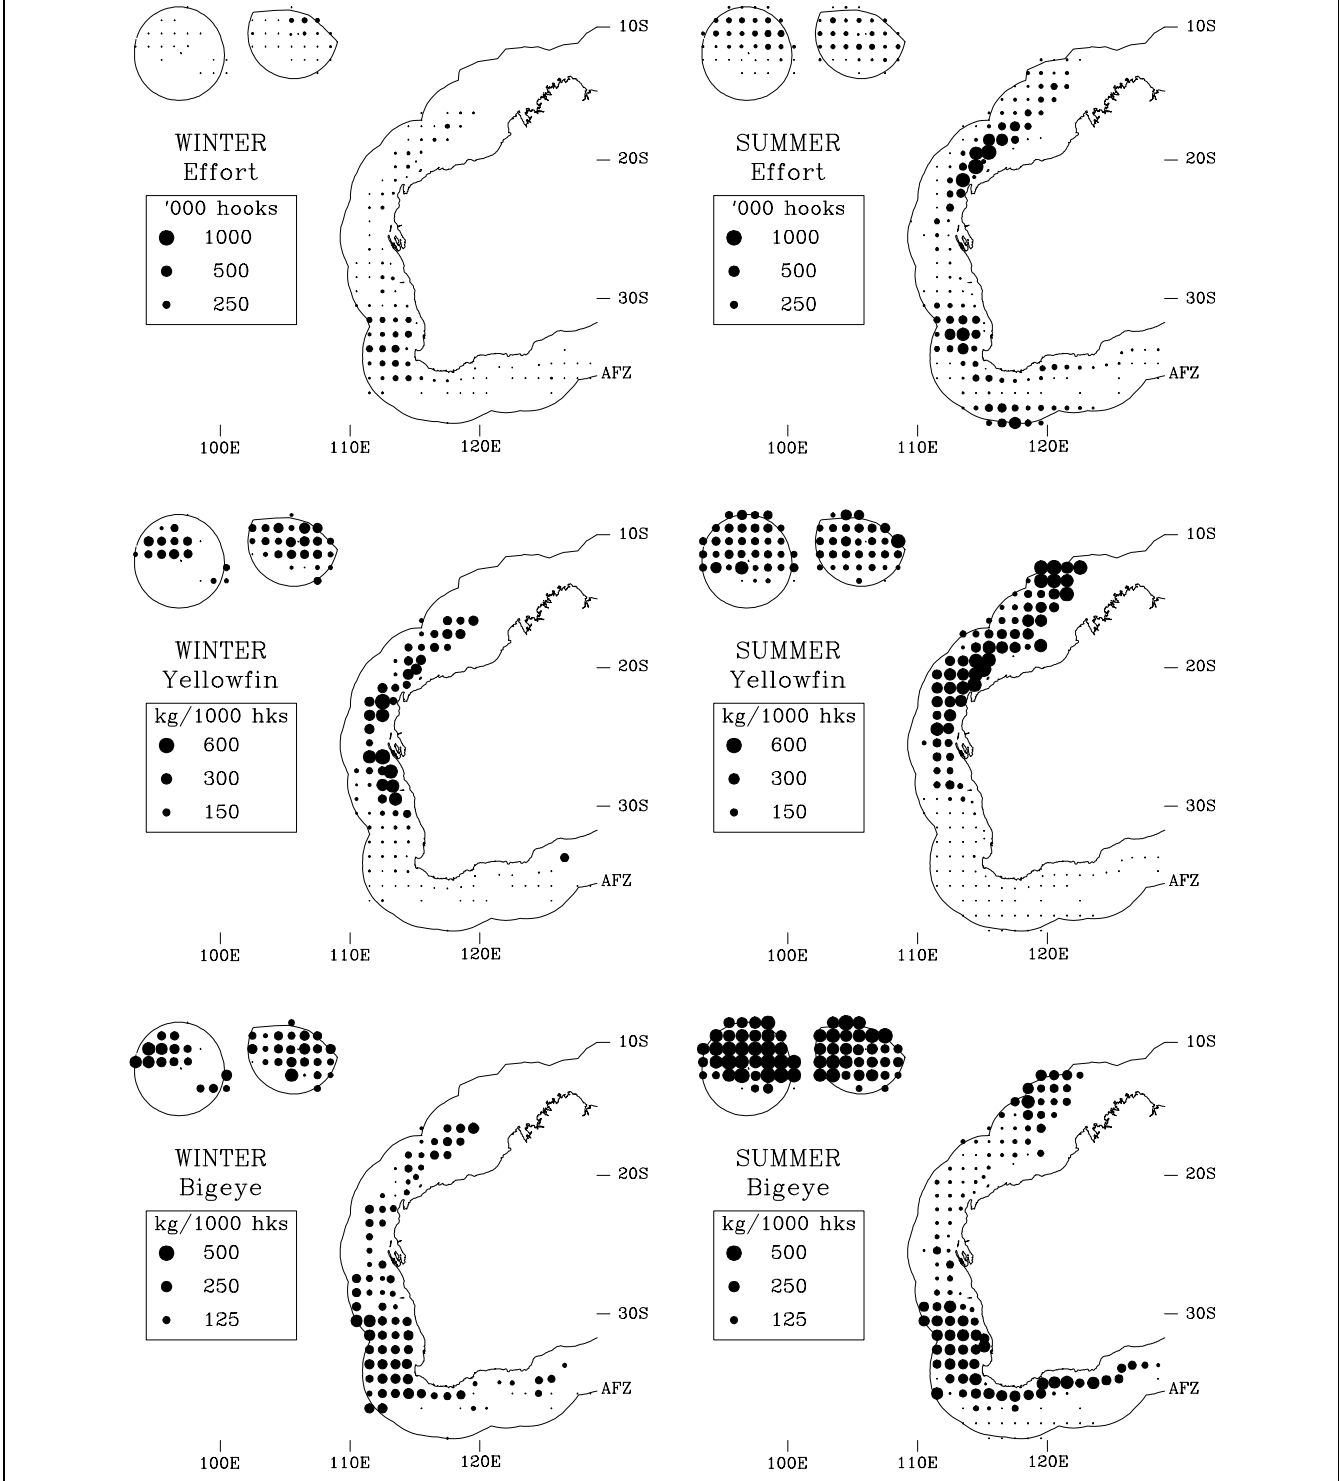 10S
WINTER
Effort
20S
'000 hooks
1000
500
250
30S
AFZ
100E 110E 120E
10S
SUMMER
Effort
20S
'000 hooks
1000
500
250
30S
AFZ
100E 110E 120E
10S
WINTER
Yellowfin
20S
kg/1000 hks
600
300
150
30S
AFZ
100E 110E 120E
10S
SUMMER
Yellowfin
20S
kg/1000 hks
600
300
150
30S
AFZ
100E 110E 120E
10S
WINTER
Bigeye
20S
kg/1000 hks
500
250
125
30S
AFZ
100E 110E 120E
10S
SUMMER
Bigeye
20S
kg/1000 hks
500
250
125
30S
AFZ
100E 110E 120E